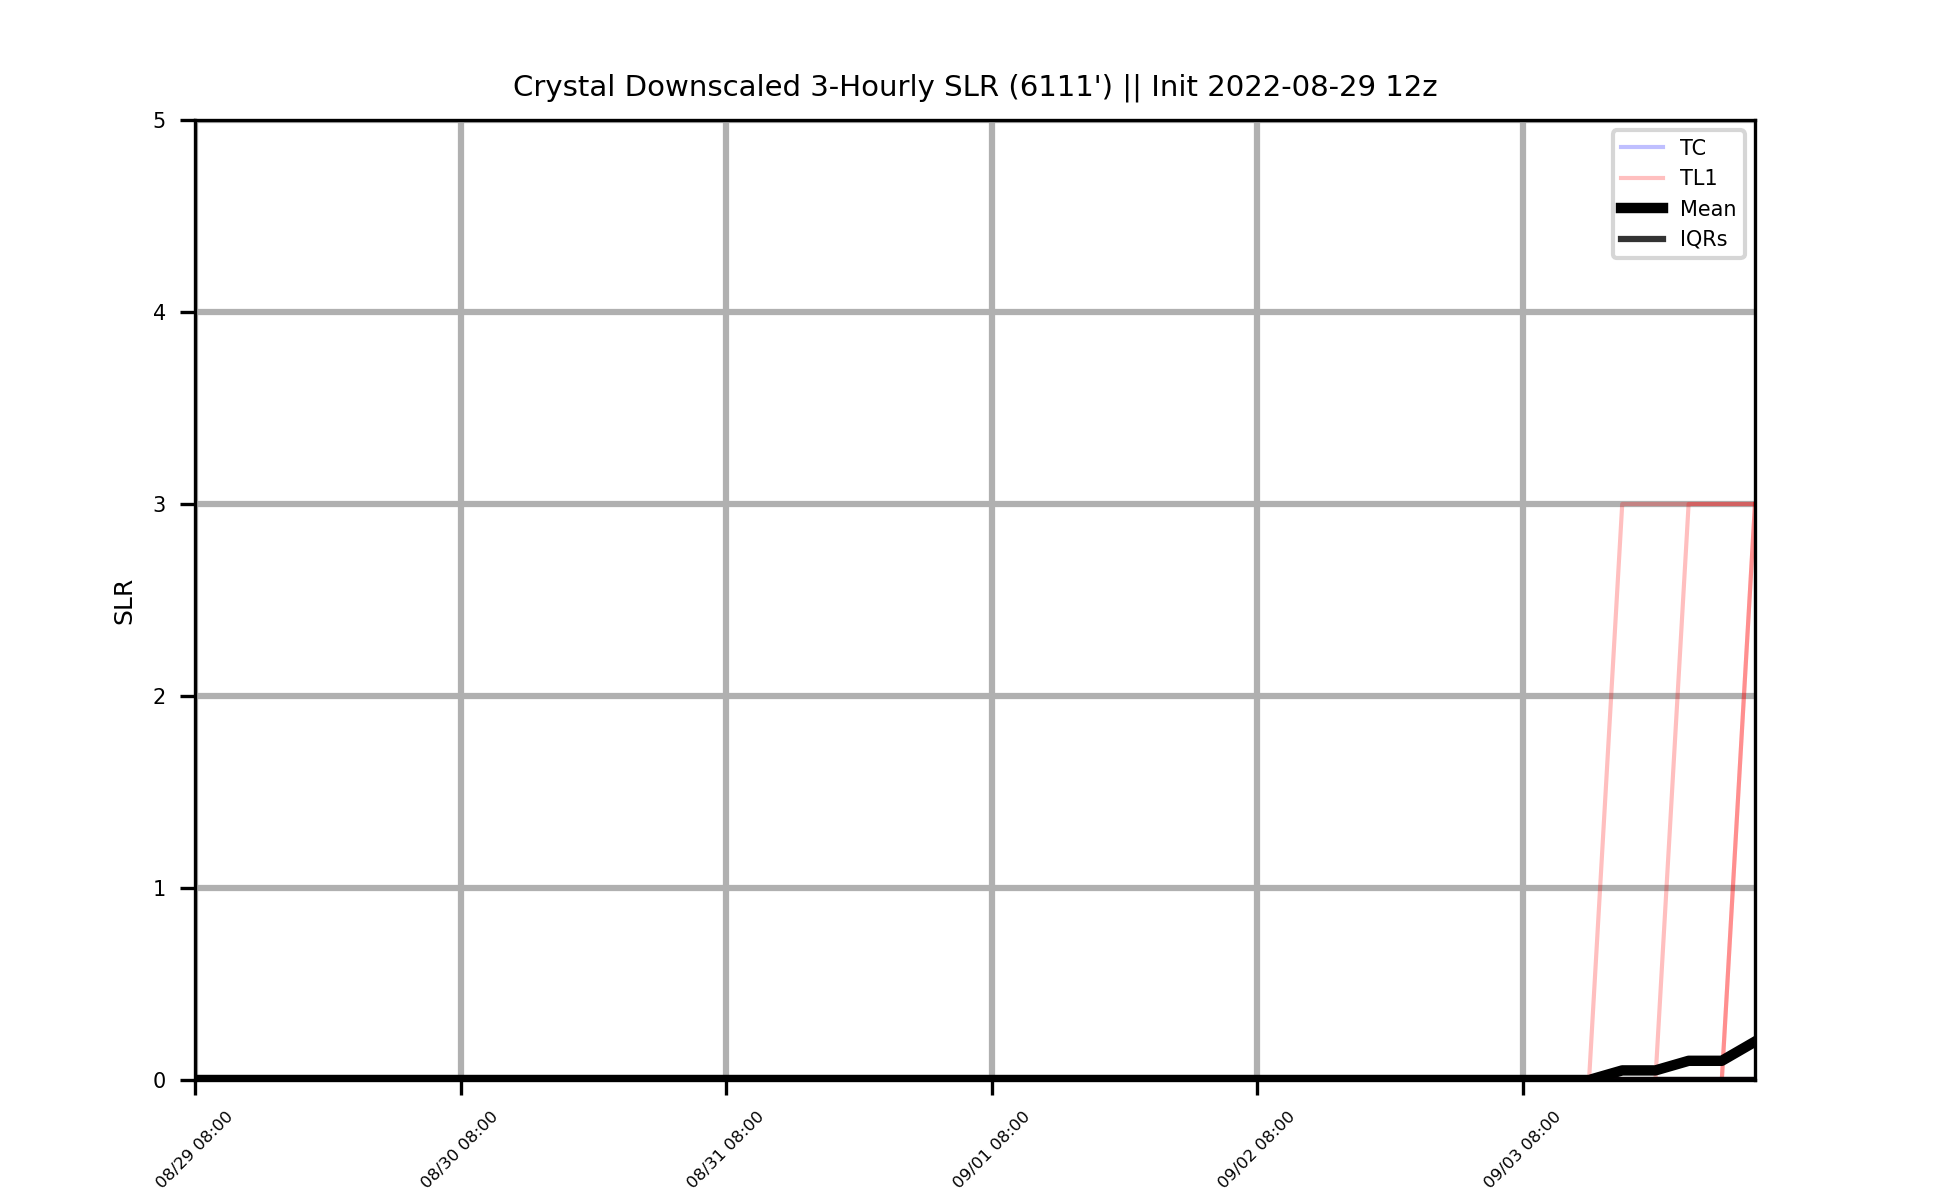 Crystal Downscaled 3-Hourly SLR (6111') || Init 2022-08-29 12z
TC
TL1
Mean
IQRs
SLR
5
4
3
2
1
0
08/29 08:00
08/30 08:00
08/31 08:00
09/01 08:00
09/02 08:00
09/03 08:00